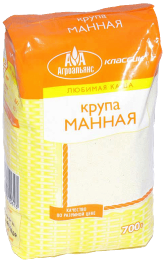 АГРОАЛЬЯНС
КЛАССИК
ЛЮБИМАЯ КАША
крупа
МАННАЯ
КАЧЕСТВО
ПО РАЗУМНОЙ ЦЕНЕ
700г